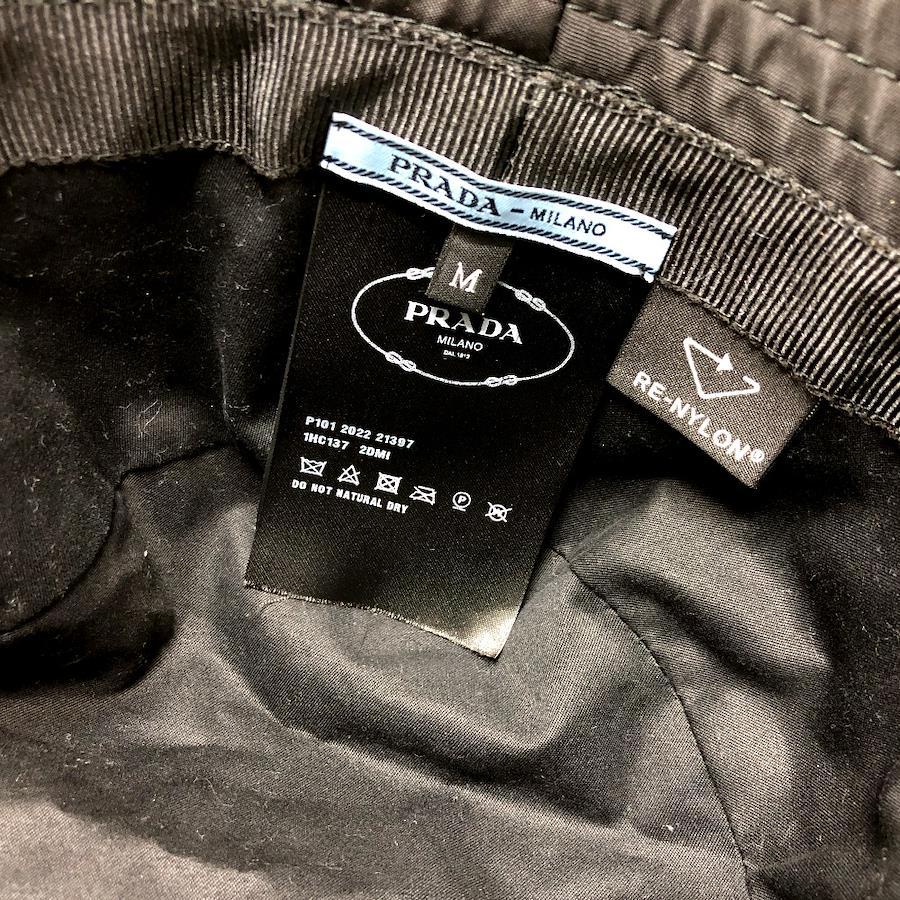 PRADA - MILANO
M
PRADA
MILANO
DAL 1913
P101 2022 21397
1HC137 2DMI
P
DO NOT NATURAL DRY
RE-NYLON®